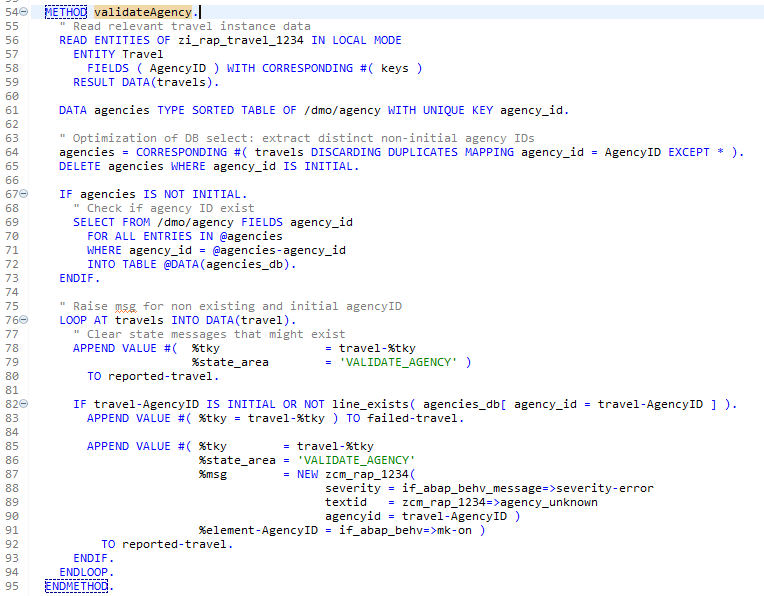 54 METHOD validateAgency.
55 " Read relevant travel instance data
56 READ ENTITIES OF zi_rap_travel_1234 IN LOCAL MODE
57 ENTITY Travel
58 FIELDS ( AgencyID ) WITH CORRESPONDING #( keys )
59 RESULT DATA(travels).
60
61 DATA agencies TYPE SORTED TABLE OF /dmo/agency WITH UNIQUE KEY agency_id.
62
63 " Optimization of DB select: extract distinct non-initial agency IDs
64 agencies = CORRESPONDING #( travels DISCARDING DUPLICATES MAPPING agency_id = AgencyID EXCEPT * ).
65 DELETE agencies WHERE agency_id IS INITIAL.
66
67 IF agencies IS NOT INITIAL.
68 " Check if agency ID exist
69 SELECT FROM /dmo/agency FIELDS agency_id
70 FOR ALL ENTRIES IN @agencies
71 WHERE agency_id = @agencies-agency_id
72 INTO TABLE @DATA(agencies_db).
73 ENDIF.
74
75 " Raise msg for non existing and initial agencyID
76 LOOP AT travels INTO DATA(travel).
77 " Clear state messages that might exist
78 APPEND VALUE #( %tky = travel-%tky
79 %state_area = 'VALIDATE_AGENCY' )
80 TO reported-travel.
81
82 IF travel-AgencyID IS INITIAL OR NOT line_exists( agencies_db[ agency_id = travel-AgencyID ] ).
83 APPEND VALUE #( %tky = travel-%tky ) TO failed-travel.
84
85 APPEND VALUE #( %tky = travel-%tky
86 %state_area = 'VALIDATE_AGENCY'
87 %msg = NEW zcm_rap_1234(
88 severity = if_abap_behv_message=>severity-error
89 textid = zcm_rap_1234=>agency_unknown
90 agencyid = travel-AgencyID )
91 %element-AgencyID = if_abap_behv=>mk-on )
92 TO reported-travel.
93 ENDIF.
94 ENDLOOP.
95 ENDMETHOD.